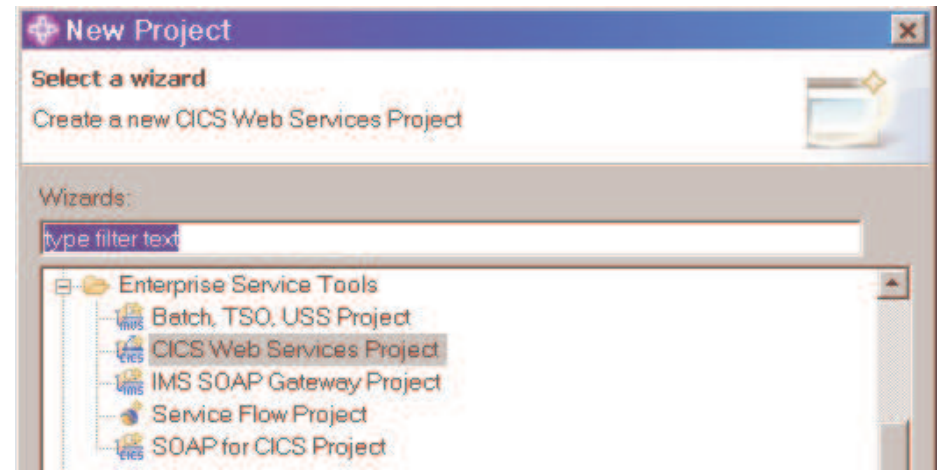 New Project
Select a wizard
Create a new CICS Web Services Project
Wizards:
type filter text
Enterprise Service Tools
Batch, TSO, USS Project
CICS Web Services Project
IMS SOAP Gateway Project
Service Flow Project
SOAP for CICS Project